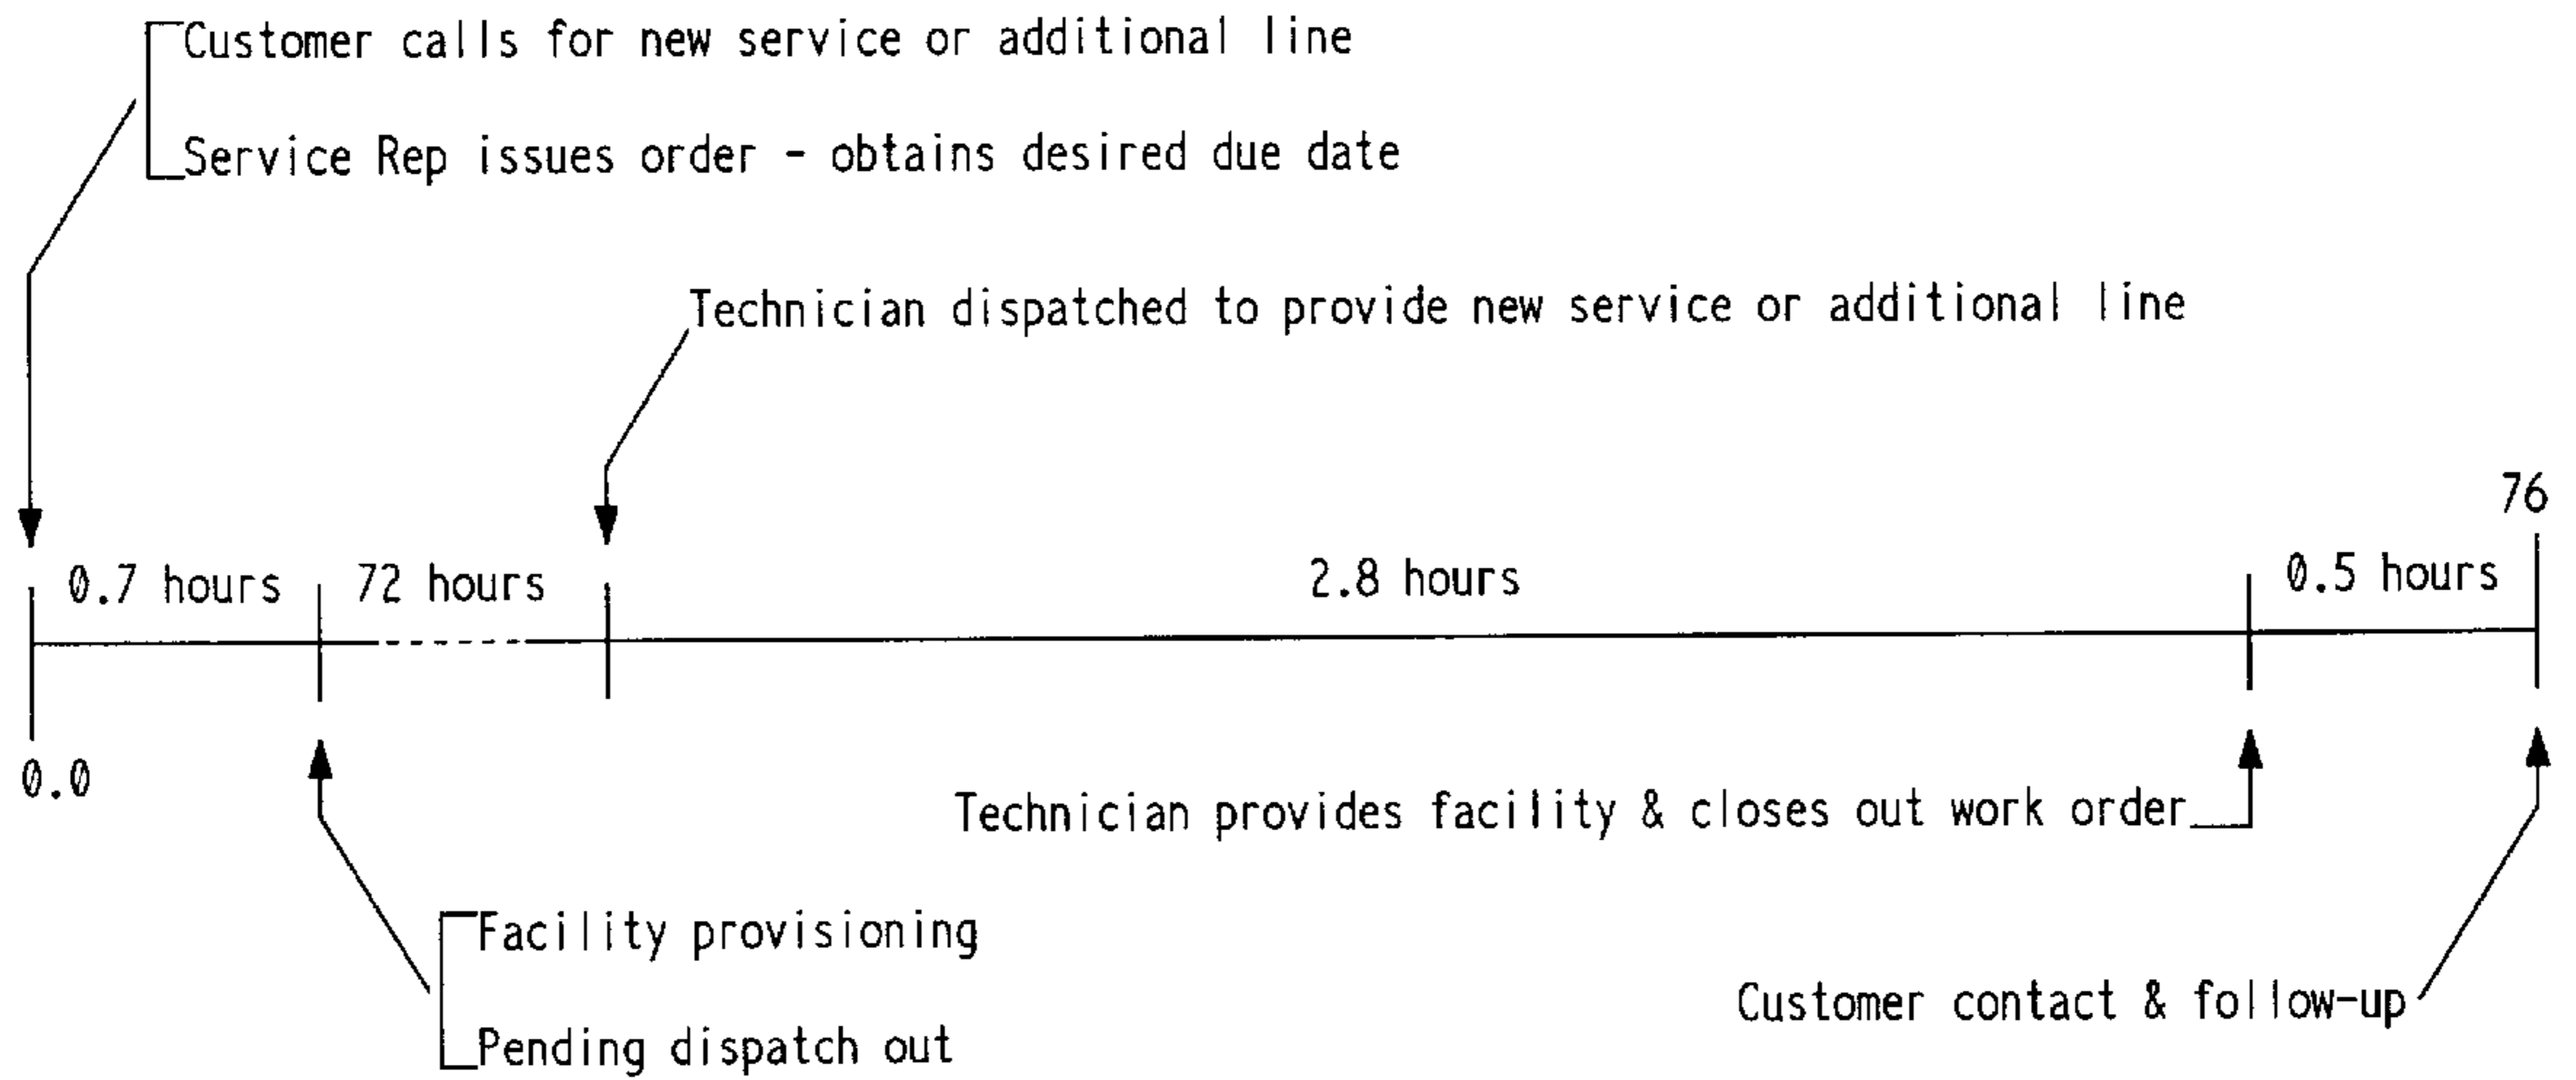 Customer calls for new service or additional line
Service Rep issues order - obtains desired due date
Technician dispatched to provide new service or additional line
76
0.7 hours
72 hours
2.8 hours
0.5 hours
0.0
Technician provides facility & closes out work order
Facility provisioning
Customer contact & follow-up
Pending dispatch out